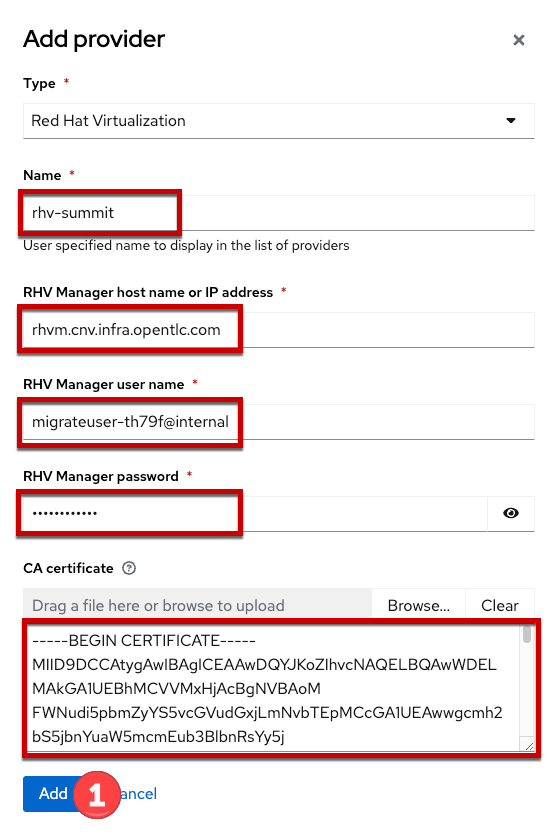 Add provider
Type *
Red Hat Virtualization
Name *
rhv-summit
User specified name to display in the list of providers
RHV Manager host name or IP address *
rhvm.cnv.infra.opentlc.com
RHV Manager user name *
migrateuser-th79f@internal
RHV Manager password *
••••••••••••
CA certificate
Drag a file here or browse to upload Browse... Clear
-----BEGIN CERTIFICATE-----
MIID9DCCAtygAwIBAgICEAAwDQYJKoZIhvcNAQELBQAwWDEL
MAkGA1UEBhMCVVMxHjAcBgNVBAoM
FWNudi5pbmZyYS5vcGVudGxjLmNvbTEpMCcGA1UEAwwgcmh2
bS5jbnYuaW5mcmEub3BlbnRsYy5j
Add 1 ancel